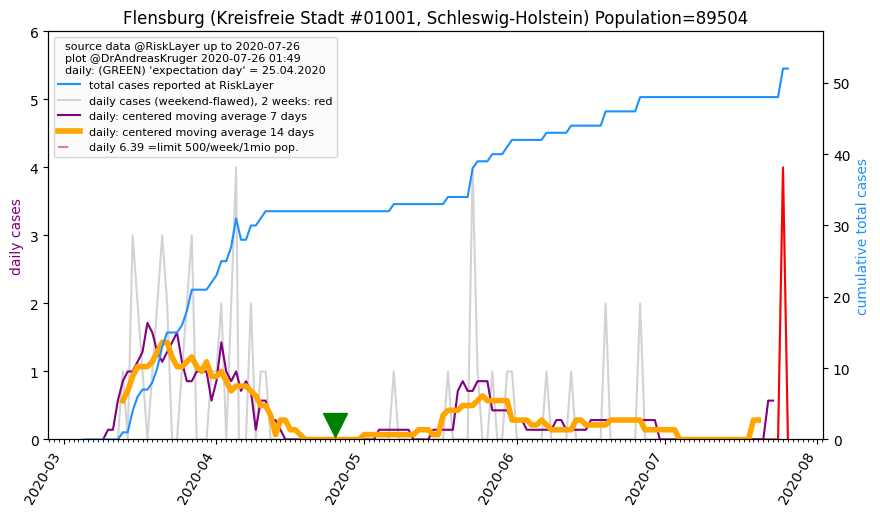 Flensburg (Kreisfreie Stadt #01001, Schleswig-Holstein) Population=89504
source data @RiskLayer up to 2020-07-26
plot @DrAndreasKruger 2020-07-26 01:49
daily: (GREEN) 'expectation day' = 25.04.2020
total cases reported at RiskLayer
daily cases (weekend-flawed), 2 weeks: red
daily: centered moving average 7 days
daily: centered moving average 14 days
daily 6.39 =limit 500/week/1mio pop.
daily cases
6
5
4
3
2
1
0
cumulative total cases
50
40
30
20
10
0
2020-03
2020-04
2020-05
2020-06
2020-07
2020-08